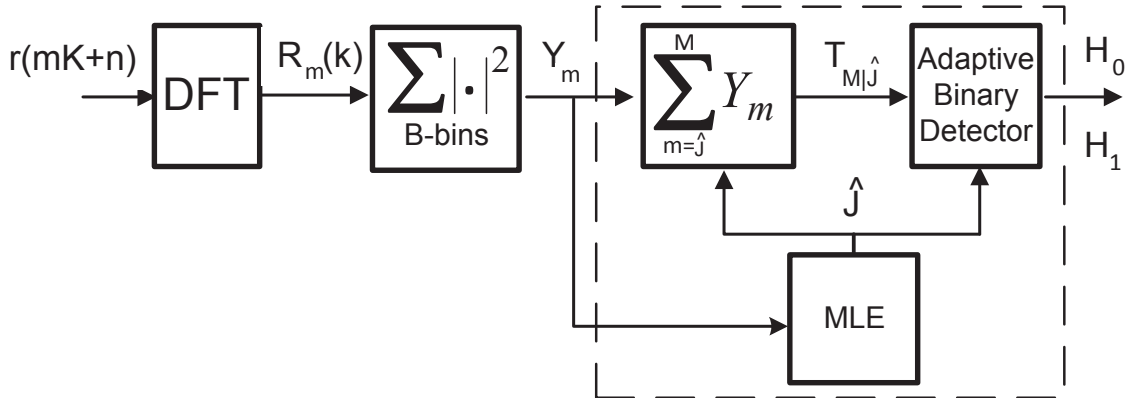 r(mK+n)
DFT
R_m(k)
∑|·|²
B-bins
Y_m
M
∑ Y_m
m=Ĵ
T_{M|Ĵ}
Adaptive
Binary
Detector
H_0
H_1
Ĵ
MLE